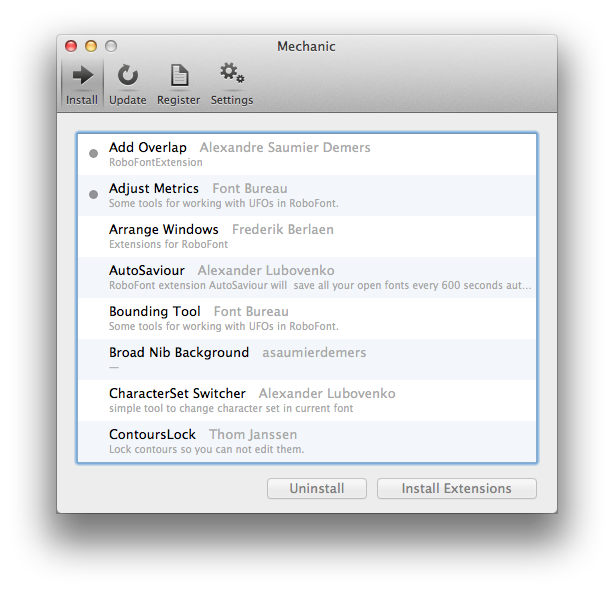 Mechanic
Install Update Register Settings
Add Overlap Alexandre Saumier Demers
RoboFontExtension
Adjust Metrics Font Bureau
Some tools for working with UFOs in RoboFont.
Arrange Windows Frederik Berlaen
Extensions for RoboFont
AutoSaviour Alexander Lubovenko
RoboFont extension AutoSaviour will save all your open fonts every 600 seconds aut...
Bounding Tool Font Bureau
Some tools for working with UFOs in RoboFont.
Broad Nib Background asaumierdemers
—
CharacterSet Switcher Alexander Lubovenko
simple tool to change character set in current font
ContoursLock Thom Janssen
Lock contours so you can not edit them.
Uninstall Install Extensions